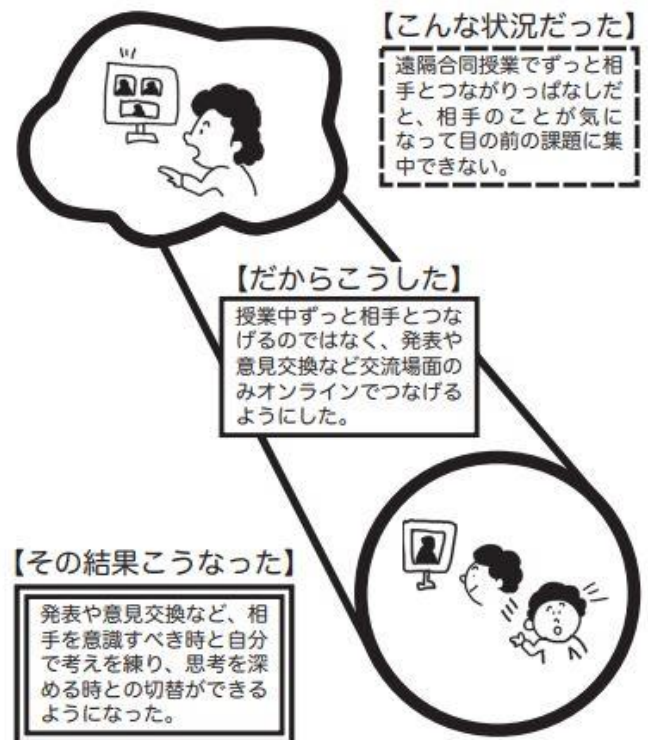 【こんな状況だった】
遠隔合同授業でずっと相
手とつながりっぱなしだ
と、相手のことが気に
なって目の前の課題に集
中できない。
【だからこうした】
授業中ずっと相手とつな
げるのではなく、発表や
意見交換など交流場面の
みオンラインでつなげる
ようにした。
【その結果こうなった】
発表や意見交換など、相
手を意識すべき時と自分
で考えを練り、思考を深
める時との切替ができる
ようになった。